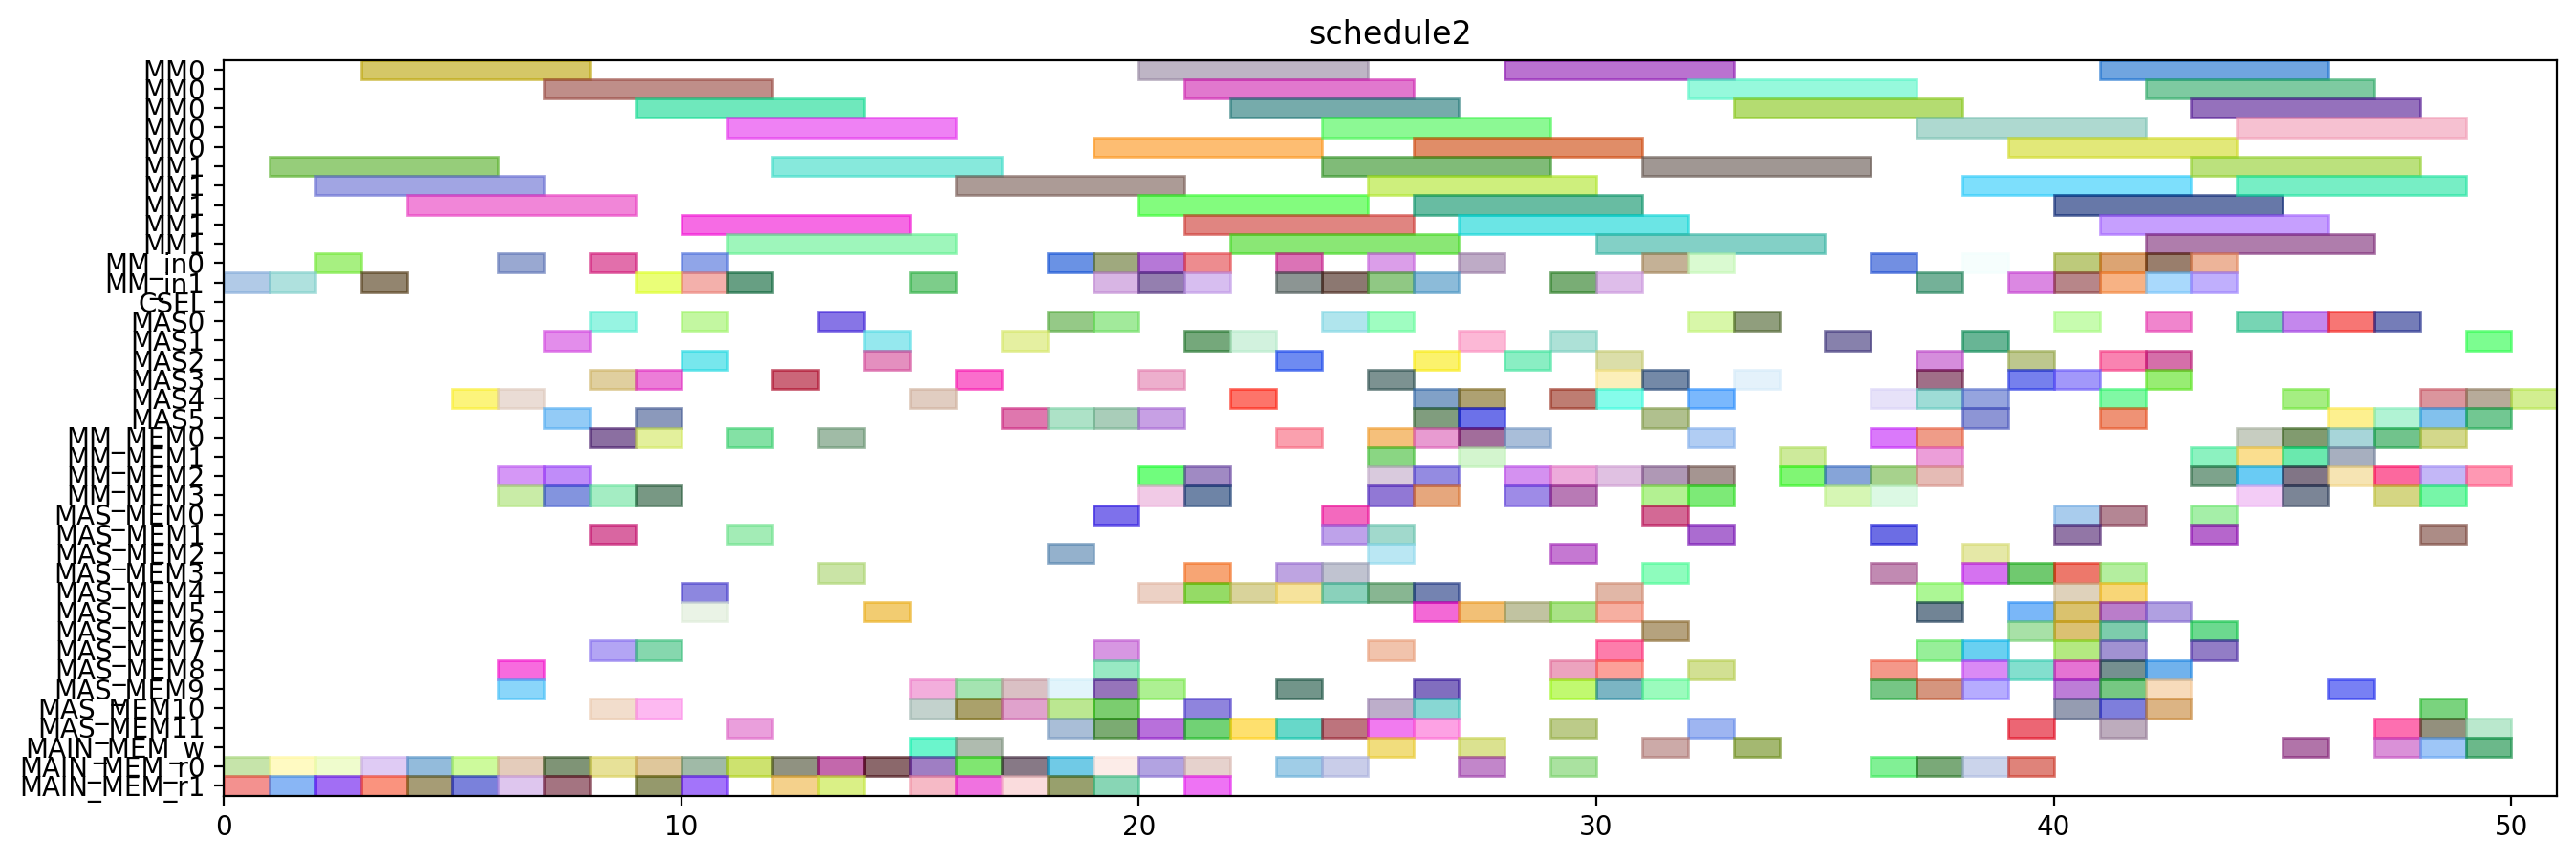 schedule2
MM0
MM0
MM0
MM0
MM0
MM1
MM1
MM1
MM1
MM1
MM_in0
MM_in1
CSEL
MAS0
MAS1
MAS2
MAS3
MAS4
MAS5
MM_MEM0
MM_MEM1
MM_MEM2
MM_MEM3
MAS_MEM0
MAS_MEM1
MAS_MEM2
MAS_MEM3
MAS_MEM4
MAS_MEM5
MAS_MEM6
MAS_MEM7
MAS_MEM8
MAS_MEM9
MAS_MEM10
MAS_MEM11
MAIN_MEM_w
MAIN_MEM_r0
MAIN_MEM_r1
0 10 20 30 40 50